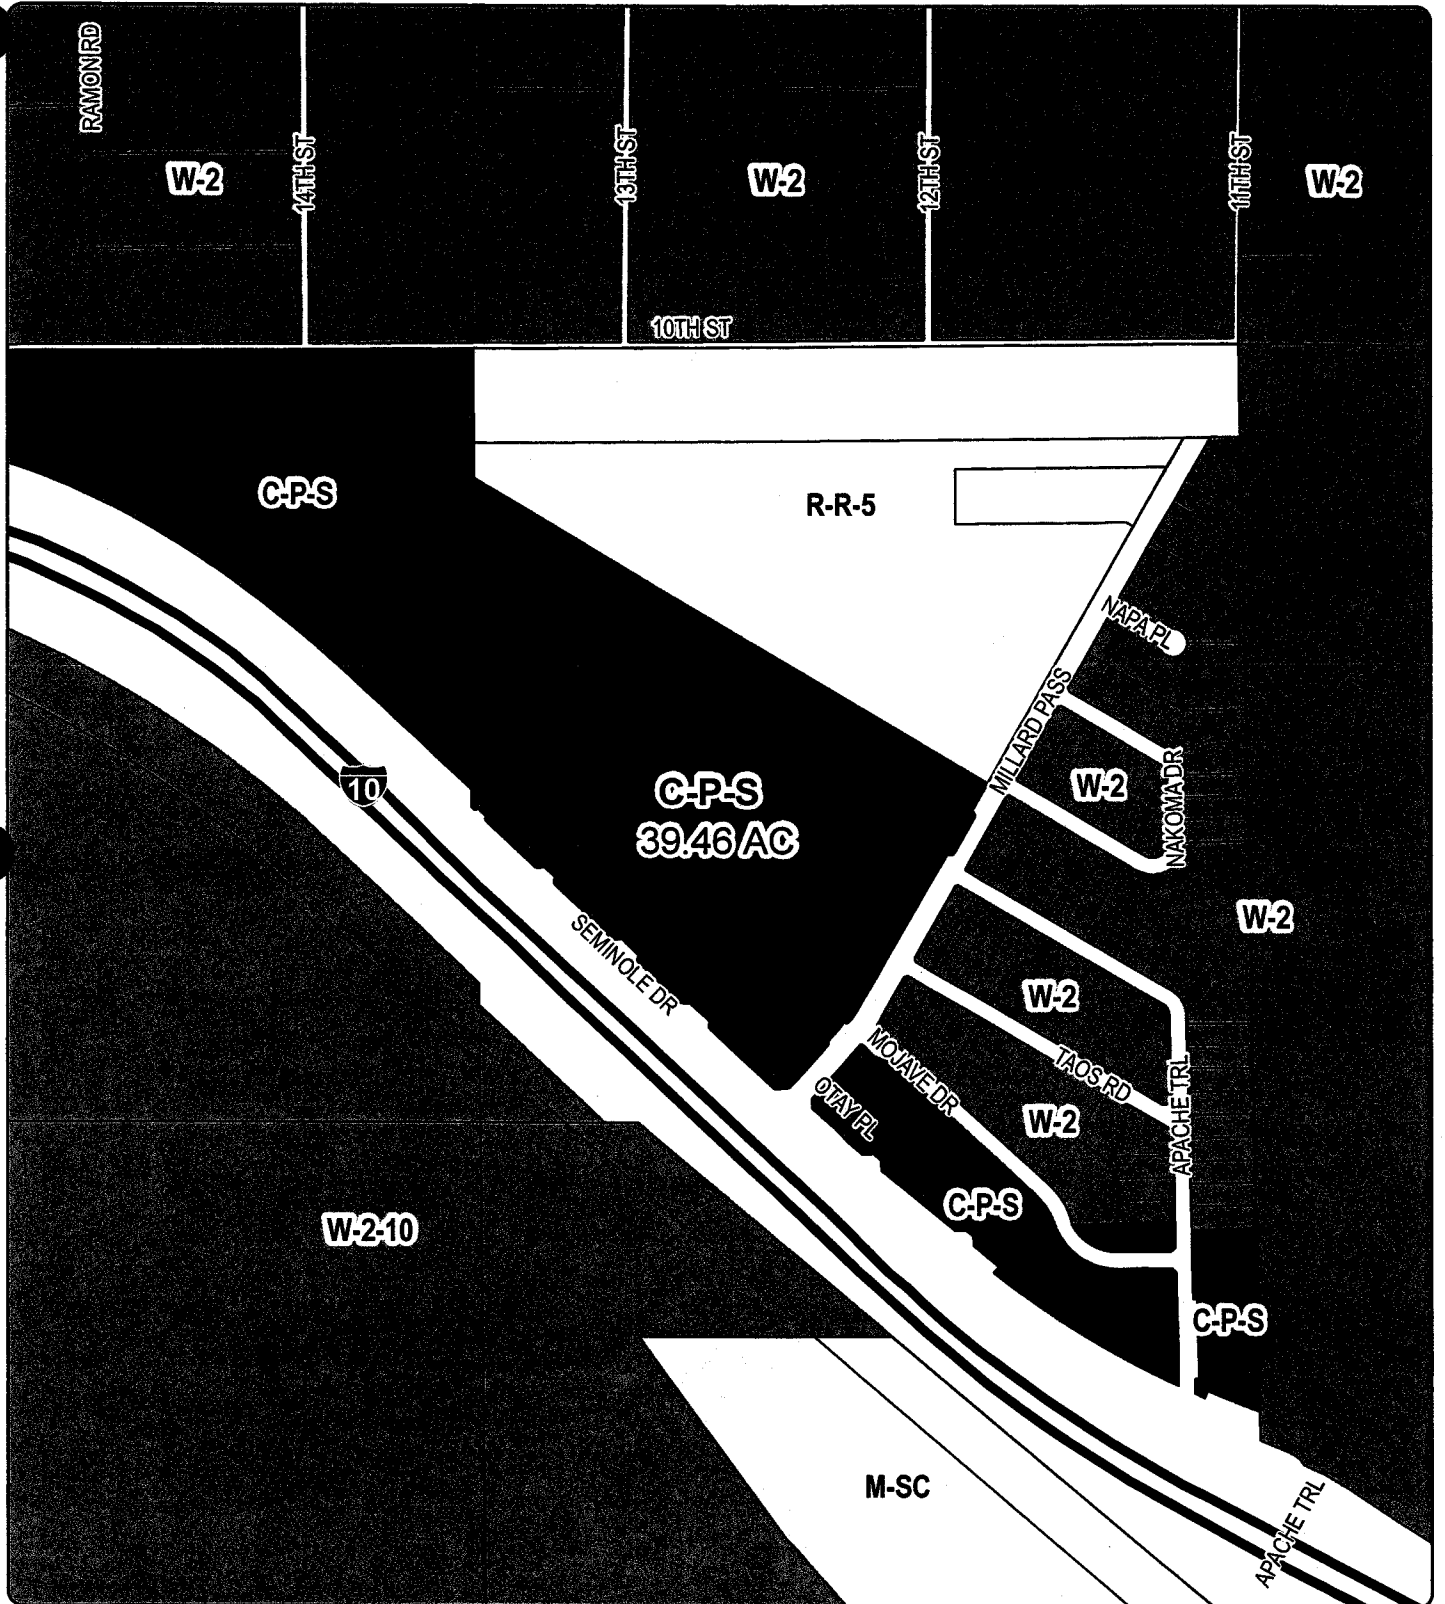 RAMON RD
14TH ST
13TH ST
12TH ST
11TH ST
W-2
W-2
W-2
10TH ST
C-P-S
R-R-5
NAPA PL
MILLARD PASS
10
C-P-S
39.46 AC
W-2
NAKOMA DR
W-2
SEMINOLE DR
W-2
MOJAVE DR
TAOS RD
OTAY PL
W-2
APACHE TRL
C-P-S
W-2-10
C-P-S
M-SC
APACHE TRL